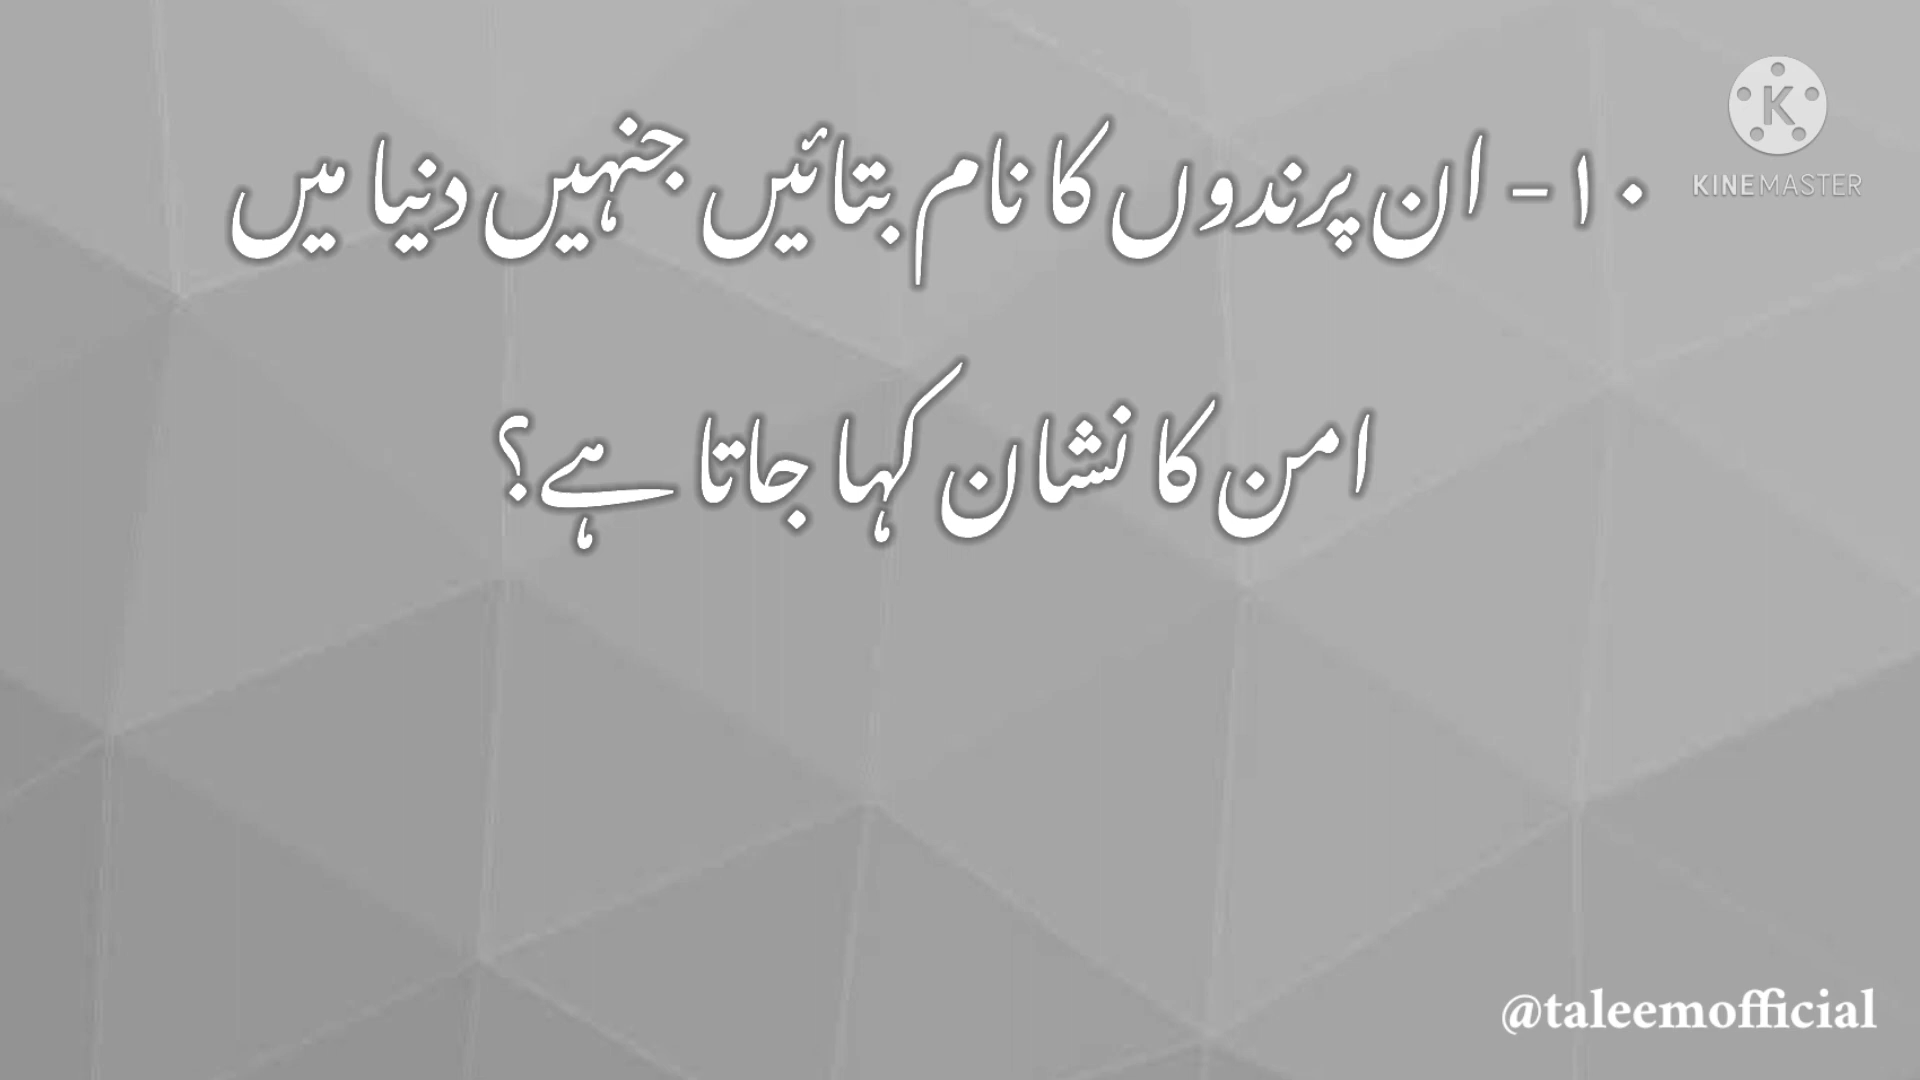 ۱۰- ان پرندوں کا نام بتائیں جنہیں دنیا میں
امن کا نشان کہا جاتا ہے؟
K
KINEMASTER
@taleemofficial